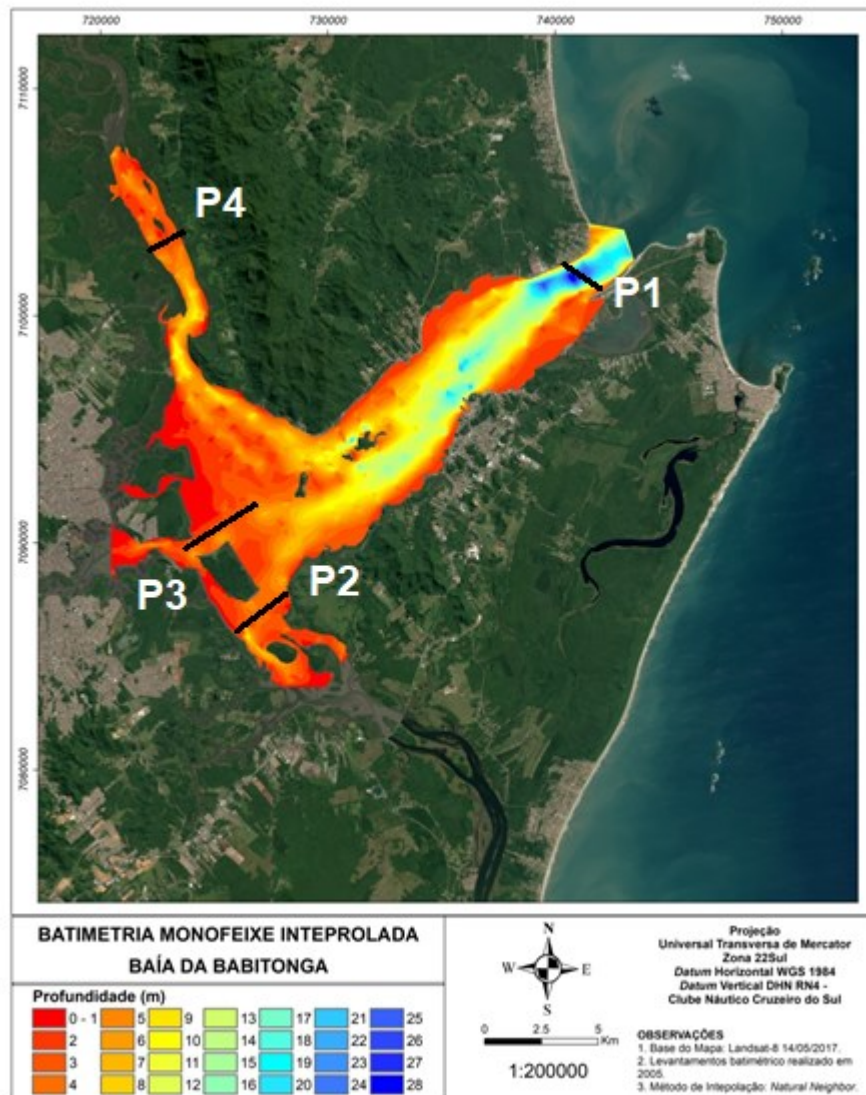 720000 730000 740000 750000
7110000
P4
P1
7100000
7090000
P3 P2
7080000
BATIMETRIA MONOFEIXE INTEPROLADA
BAÍA DA BABITONGA
Profundidade (m)
0 - 1 5 9 13 17 21 25
2 6 10 14 18 22 26
3 7 11 15 19 23 27
4 8 12 16 20 24 28
N
W E
S
0 2.5 5
Km
1:200000
Projeção
Universal Transversa de Mercator
Zona 22Sul
Datum Horizontal WGS 1984
Datum Vertical DHN RN4 -
Clube Náutico Cruzeiro do Sul
OBSERVAÇÕES
1. Base do Mapa: Landsat-8 14/05/2017.
2. Levantamentos batimétrico realizado em
2005.
3. Método de Intepolação: Natural Neighbor.